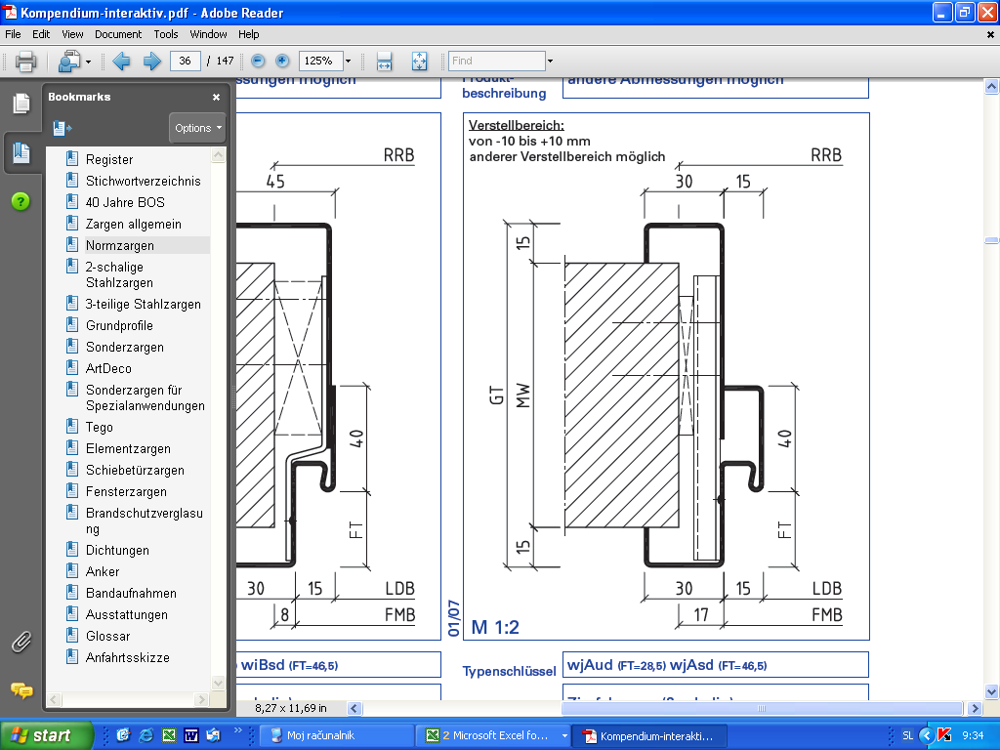 Kompendium-interaktiv.pdf - Adobe Reader
File Edit View Document Tools Window Help
36 / 147 125% Find
Bookmarks
Options
Register
Stichwortverzeichnis
40 Jahre BOS
Zargen allgemein
Normzargen
2-schalige
Stahlzargen
3-teilige Stahlzargen
Grundprofile
Sonderzargen
ArtDeco
Sonderzargen für
Spezialanwendungen
Tego
Elementzargen
Schiebetürzargen
Fensterzargen
Brandschutzverglasu
ng
Dichtungen
Anker
Bandaufnahmen
Ausstattungen
Glossar
Anfahrtsskizze
RRB
45
40
FT
30 15 LDB
8 FMB
01/07
wiBsd (FT=46,5)
beschreibung
andere Abmessungen möglich
Verstellbereich:
von -10 bis +10 mm
anderer Verstellbereich möglich
RRB
30 15
15
GT
MW
40
FT
15
30 15 LDB
17 FMB
M 1:2
Typenschlüssel
wjAud (FT=28,5) wjAsd (FT=46,5)
8,27 x 11,69 in
start
Moj računalnik
2 Microsoft Excel fo...
Kompendium-interakti...
SL
9:34